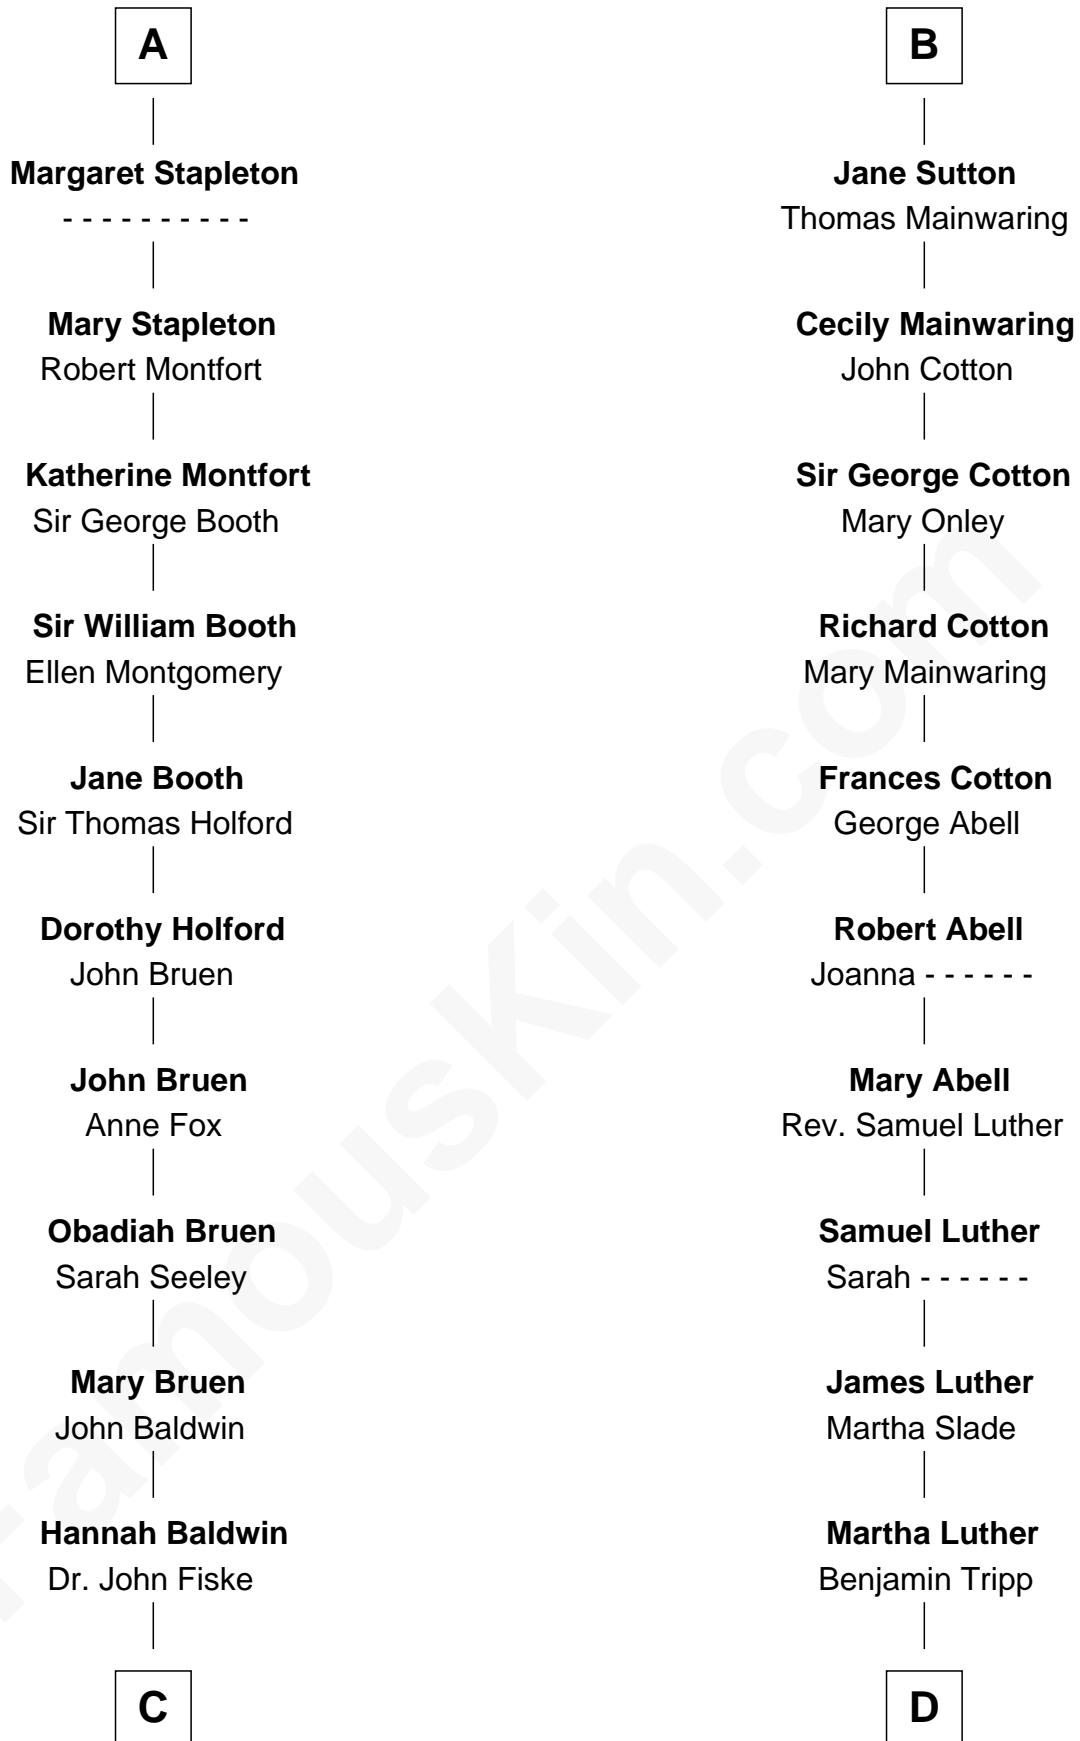 A
Margaret Stapleton
- - - - - - - - - -
Mary Stapleton
Robert Montfort
Katherine Montfort
Sir George Booth
Sir William Booth
Ellen Montgomery
Jane Booth
Sir Thomas Holford
Dorothy Holford
John Bruen
John Bruen
Anne Fox
Obadiah Bruen
Sarah Seeley
Mary Bruen
John Baldwin
Hannah Baldwin
Dr. John Fiske
C
B
Jane Sutton
Thomas Mainwaring
Cecily Mainwaring
John Cotton
Sir George Cotton
Mary Onley
Richard Cotton
Mary Mainwaring
Frances Cotton
George Abell
Robert Abell
Joanna - - - - - -
Mary Abell
Rev. Samuel Luther
Samuel Luther
Sarah - - - - - -
James Luther
Martha Slade
Martha Luther
Benjamin Tripp
D
FamousKin.com